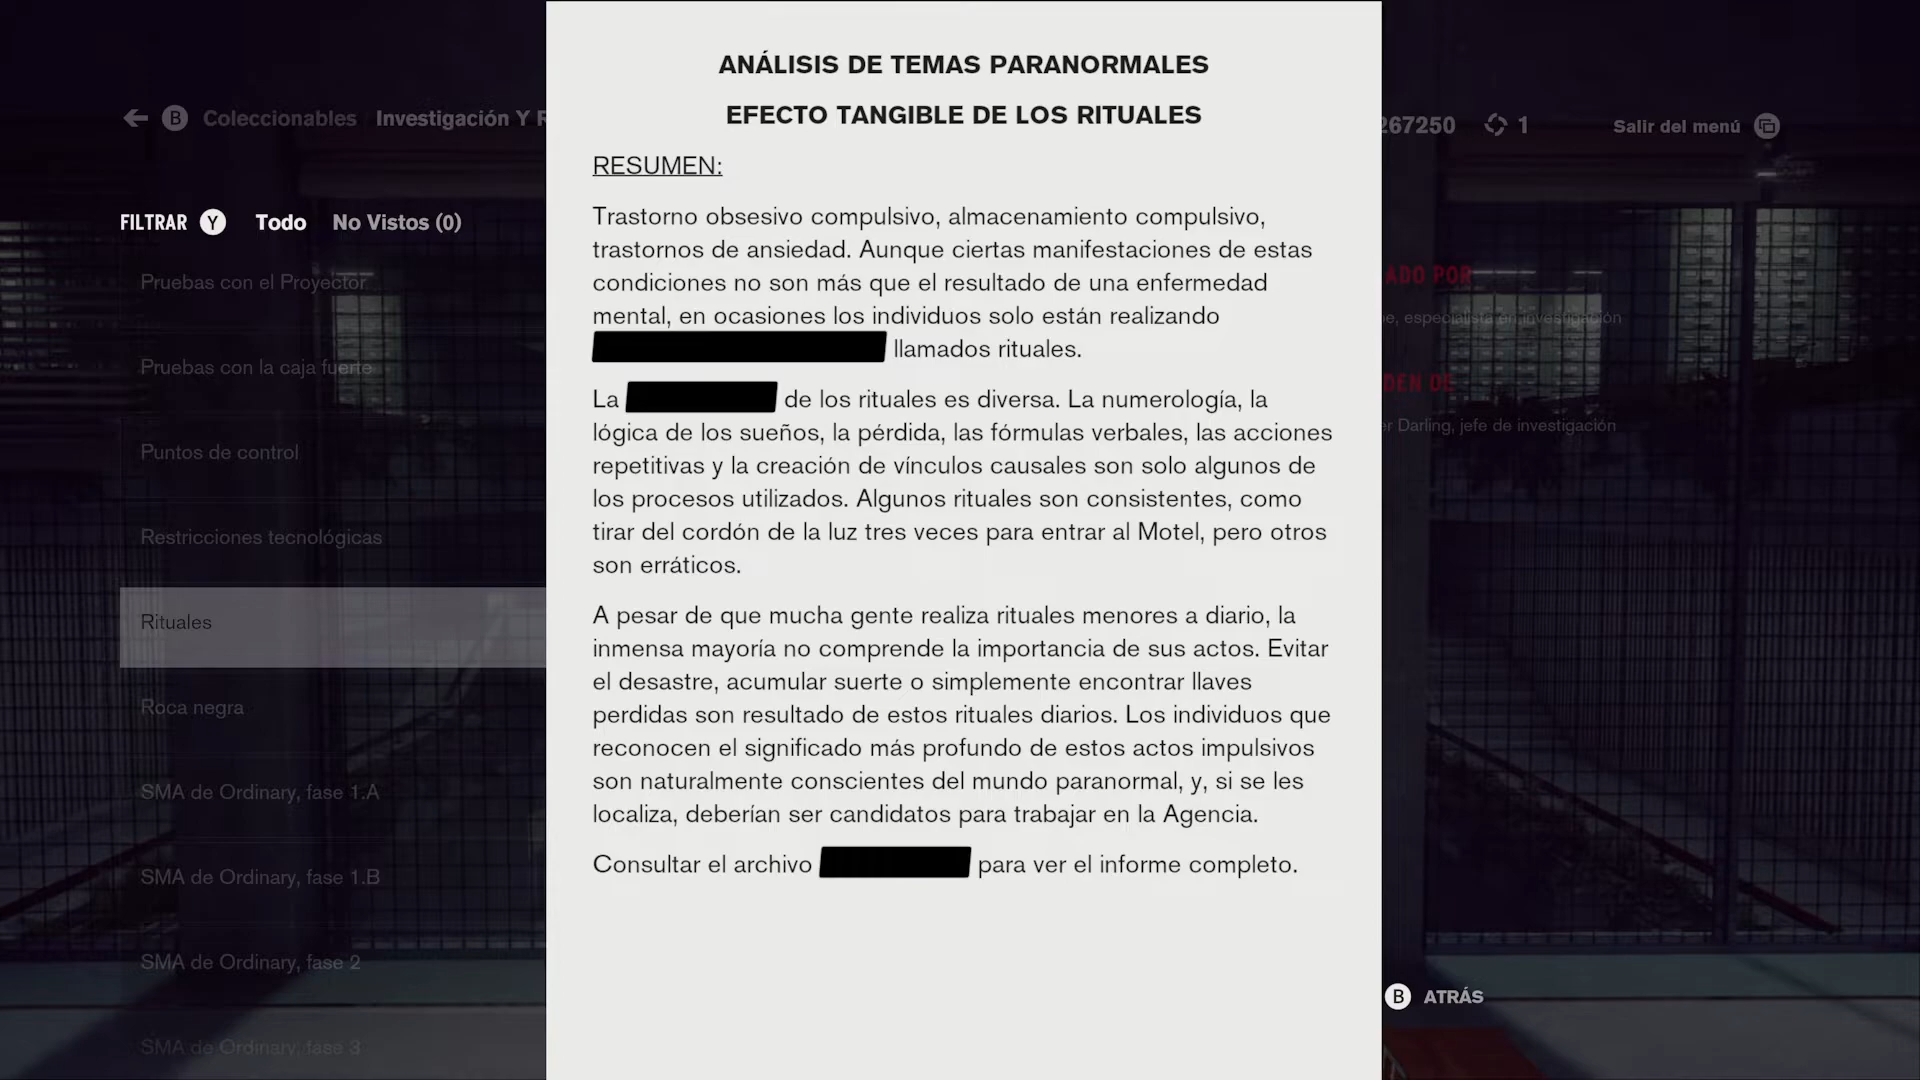 ANÁLISIS DE TEMAS PARANORMALES
EFECTO TANGIBLE DE LOS RITUALES
RESUMEN:
Trastorno obsesivo compulsivo, almacenamiento compulsivo,
trastornos de ansiedad. Aunque ciertas manifestaciones de estas
condiciones no son más que el resultado de una enfermedad
mental, en ocasiones los individuos solo están realizando
llamados rituales.
La de los rituales es diversa. La numerología, la
lógica de los sueños, la pérdida, las fórmulas verbales, las acciones
repetitivas y la creación de vínculos causales son solo algunos de
los procesos utilizados. Algunos rituales son consistentes, como
tirar del cordón de la luz tres veces para entrar al Motel, pero otros
son erráticos.
A pesar de que mucha gente realiza rituales menores a diario, la
inmensa mayoría no comprende la importancia de sus actos. Evitar
el desastre, acumular suerte o simplemente encontrar llaves
perdidas son resultado de estos rituales diarios. Los individuos que
reconocen el significado más profundo de estos actos impulsivos
son naturalmente conscientes del mundo paranormal, y, si se les
localiza, deberían ser candidatos para trabajar en la Agencia.
Consultar el archivo para ver el informe completo.
B Coleccionables Investigación Y
FILTRAR Y Todo No Vistos (0)
Pruebas con el Proyector
Pruebas con la caja fuerte
Puntos de control
Restricciones tecnológicas
Rituales
Roca negra
SMA de Ordinary, fase 1.A
SMA de Ordinary, fase 1.B
SMA de Ordinary, fase 2
SMA de Ordinary, fase 3
267250 1 Salir del menú
ADO POR
especialista en investigación
DEN DE
Darling, jefe de investigación
B ATRÁS